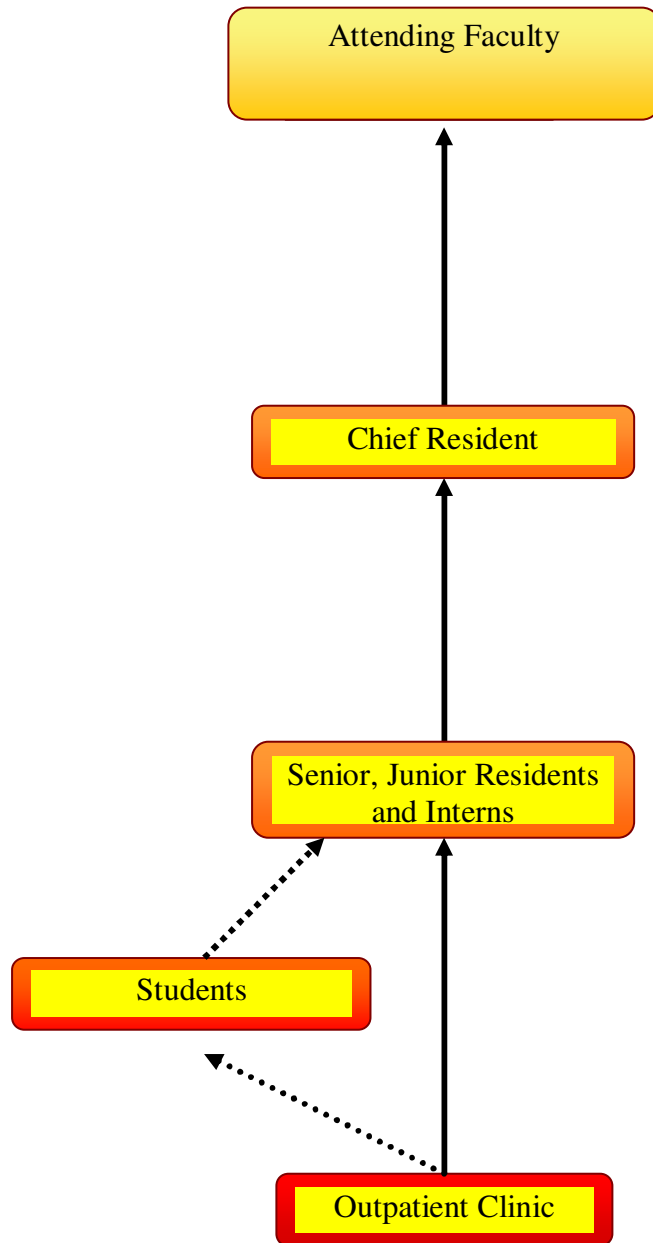 Attending Faculty
Chief Resident
Senior, Junior Residents
and Interns
Students
Outpatient Clinic